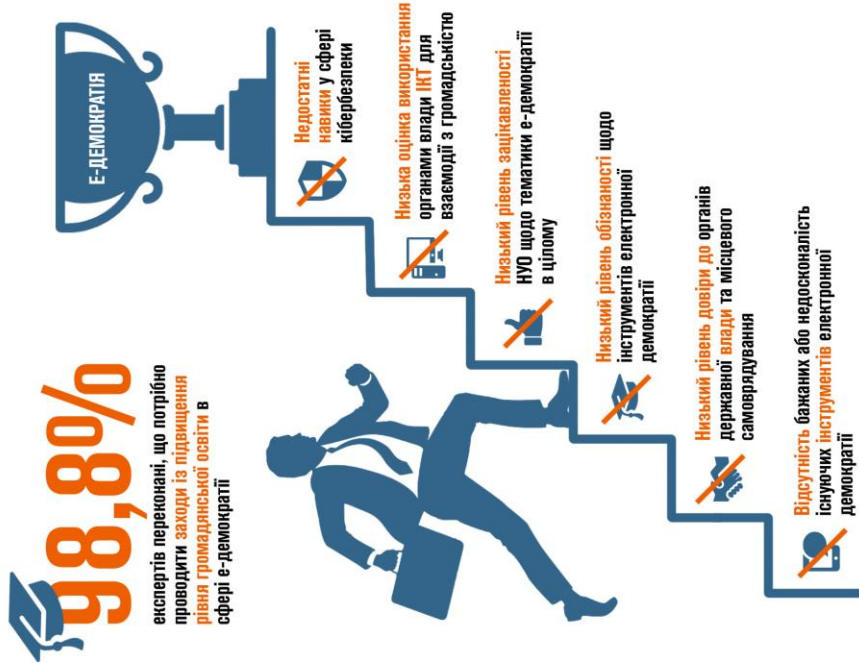 98,8%
експертів переконані, що потрібно
проводити заходи із підвищення
рівня громадянської освіти в
сфері е-демократії
Е-ДЕМОКРАТІЯ
Недостатні
навики у сфері
кібербезпеки
Низька оцінка використання
органами влади ІКТ для
взаємодії з громадськістю
Низький рівень зацікавленості
НУО щодо тематики е-демократії
в цілому
Низький рівень обізнаності щодо
інструментів електронної
демократії
Низький рівень довіри до органів
державної влади та місцевого
самоврядування
Відсутність бажаних або недосконалість
існуючих інструментів електронної
демократії